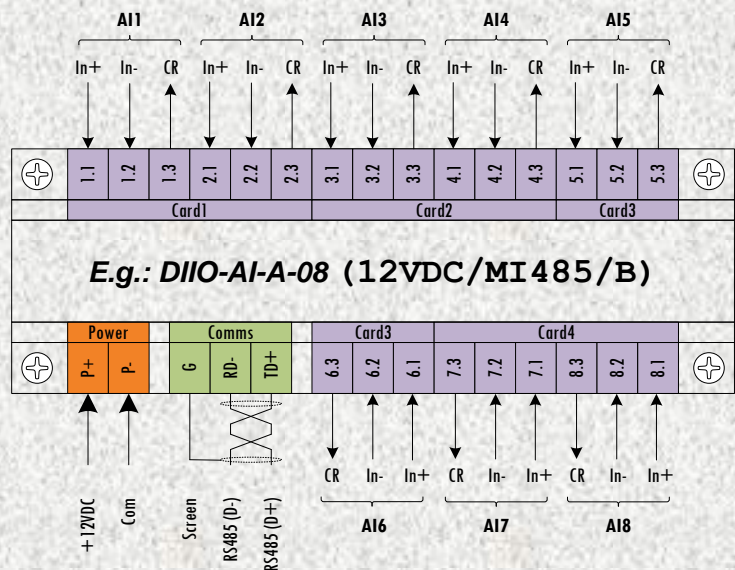 AI1 AI2 AI3 AI4 AI5
In+ In- CR In+ In- CR In+ In- CR In+ In- CR In+ In- CR
1.1 1.2 1.3 2.1 2.2 2.3 3.1 3.2 3.3 4.1 4.2 4.3 5.1 5.2 5.3
Card1 Card2 Card3
E.g.: DIIO-AI-A-08 (12VDC/MI485/B)
Power Comms Card3 Card4
P+ P- G RD- TD+ 6.3 6.2 6.1 7.3 7.2 7.1 8.3 8.2 8.1
CR In- In+ CR In- In+ CR In- In+
+12VDC Com Screen RS485 (D-) RS485 (D+)
AI6 AI7 AI8